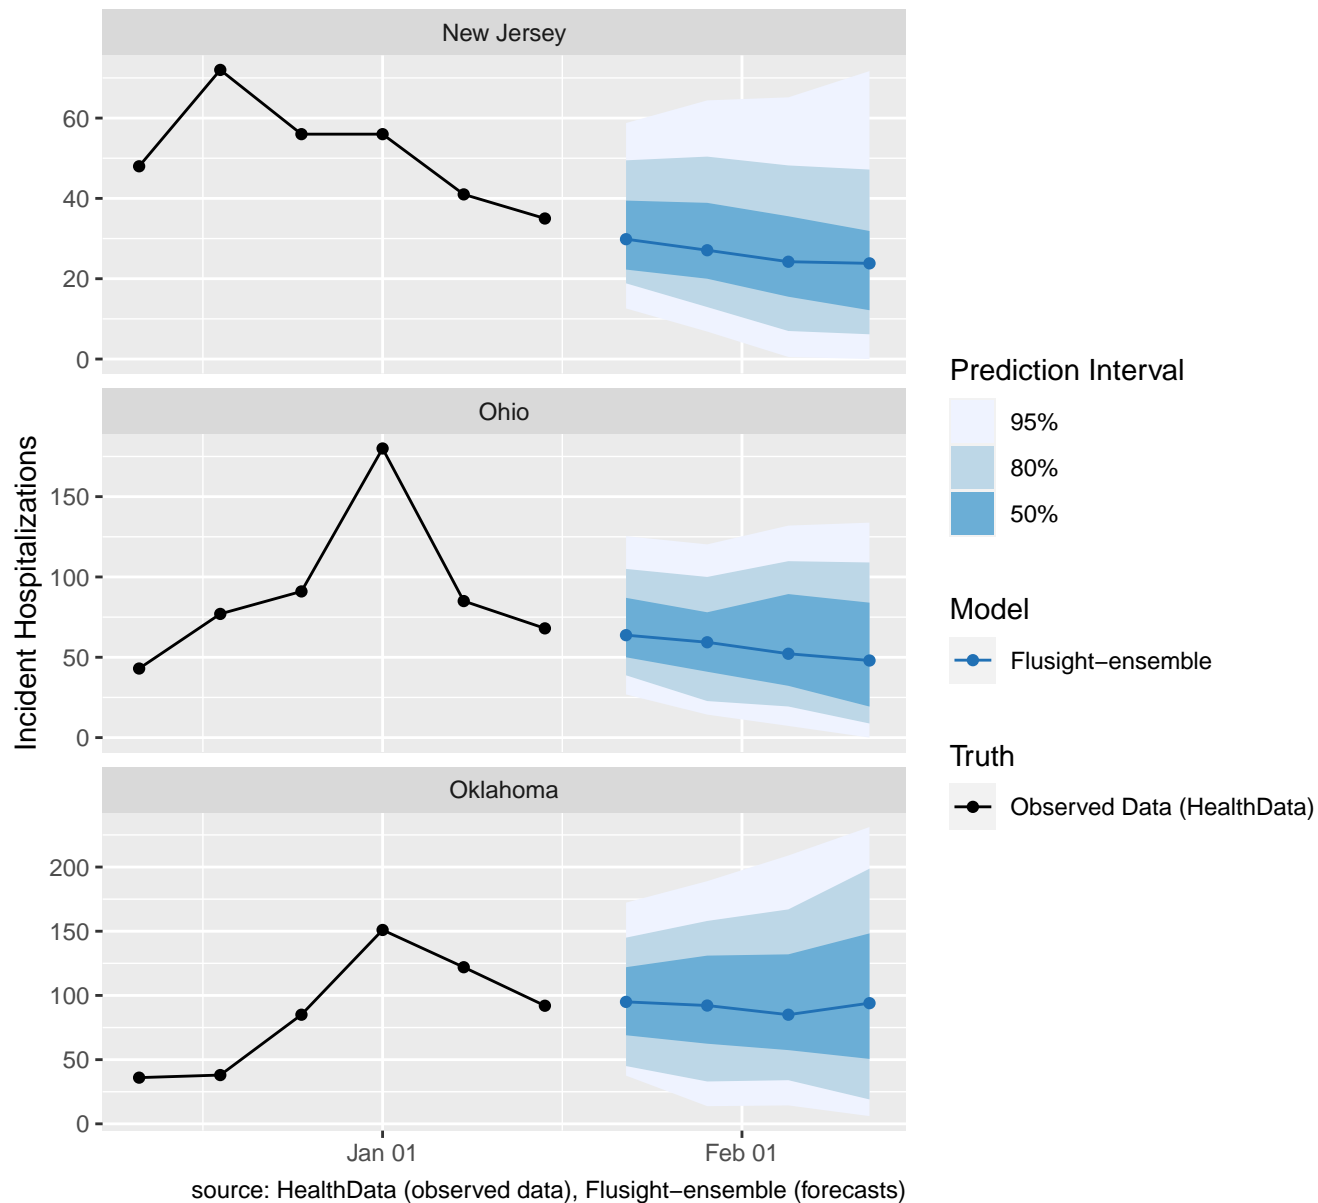 New Jersey
60
40
20
0
Ohio
150
100
50
0
Oklahoma
200
150
100
50
0
Incident Hospitalizations
Jan 01
Feb 01
source: HealthData (observed data), Flusight−ensemble (forecasts)
Prediction Interval
95%
80%
50%
Model
Flusight−ensemble
Truth
Observed Data (HealthData)